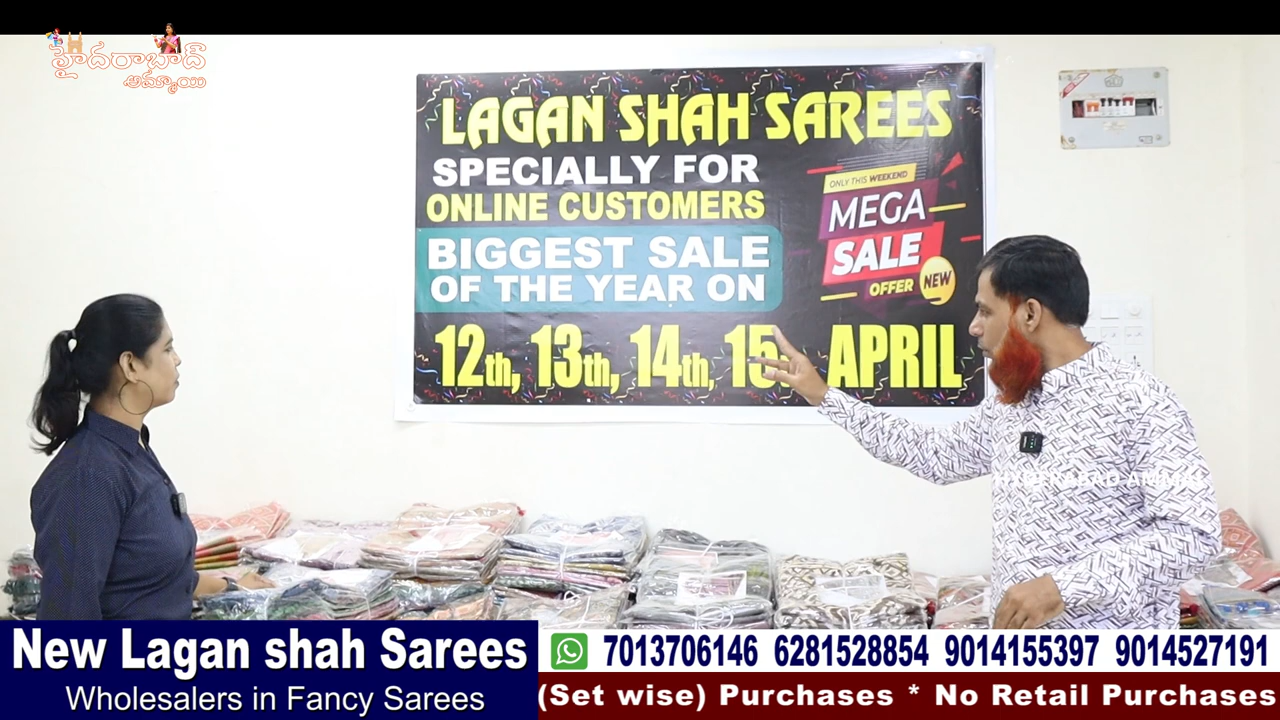 హైదరాబాద్
అమ్మాయి
LAGAN SHAH SAREES
SPECIALLY FOR
ONLINE CUSTOMERS
BIGGEST SALE
OF THE YEAR ON
12th, 13th, 14th, 15 APRIL
ONLY THIS WEEKEND
MEGA
SALE
OFFER NEW
HYDERABAD AMMAI
New Lagan shah Sarees
Wholesalers in Fancy Sarees
7013706146 6281528854 9014155397 9014527191
(Set wise) Purchases * No Retail Purchases